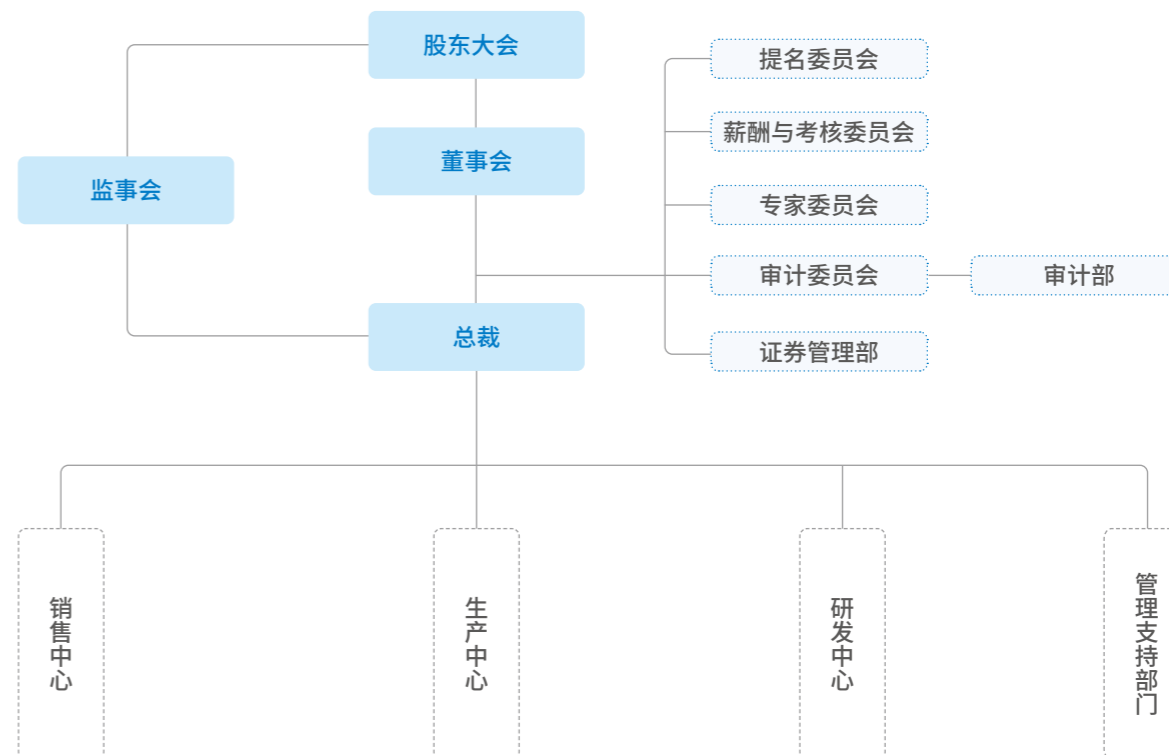 股东大会
提名委员会
薪酬与考核委员会
董事会
监事会
专家委员会
审计委员会
审计部
总裁
证券管理部
销售中心
生产中心
研发中心
管理支持部门